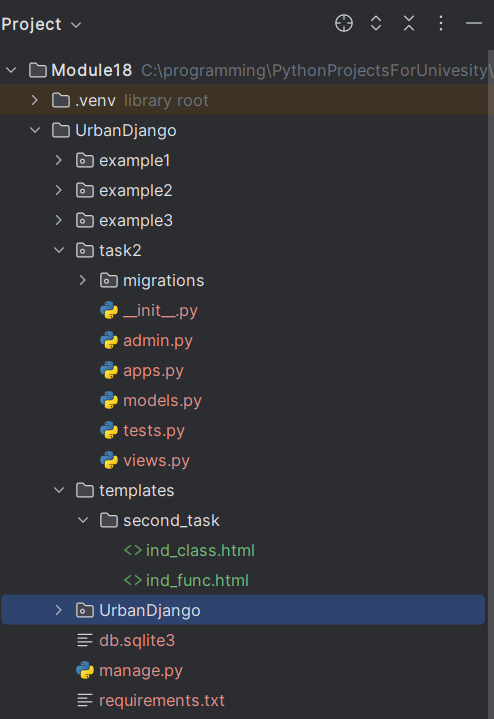 Project
Module18 C:\programming\PythonProjectsForUnivesity\
.venv library root
UrbanDjango
example1
example2
example3
task2
migrations
__init__.py
admin.py
apps.py
models.py
tests.py
views.py
templates
second_task
<> ind_class.html
<> ind_func.html
UrbanDjango
db.sqlite3
manage.py
requirements.txt